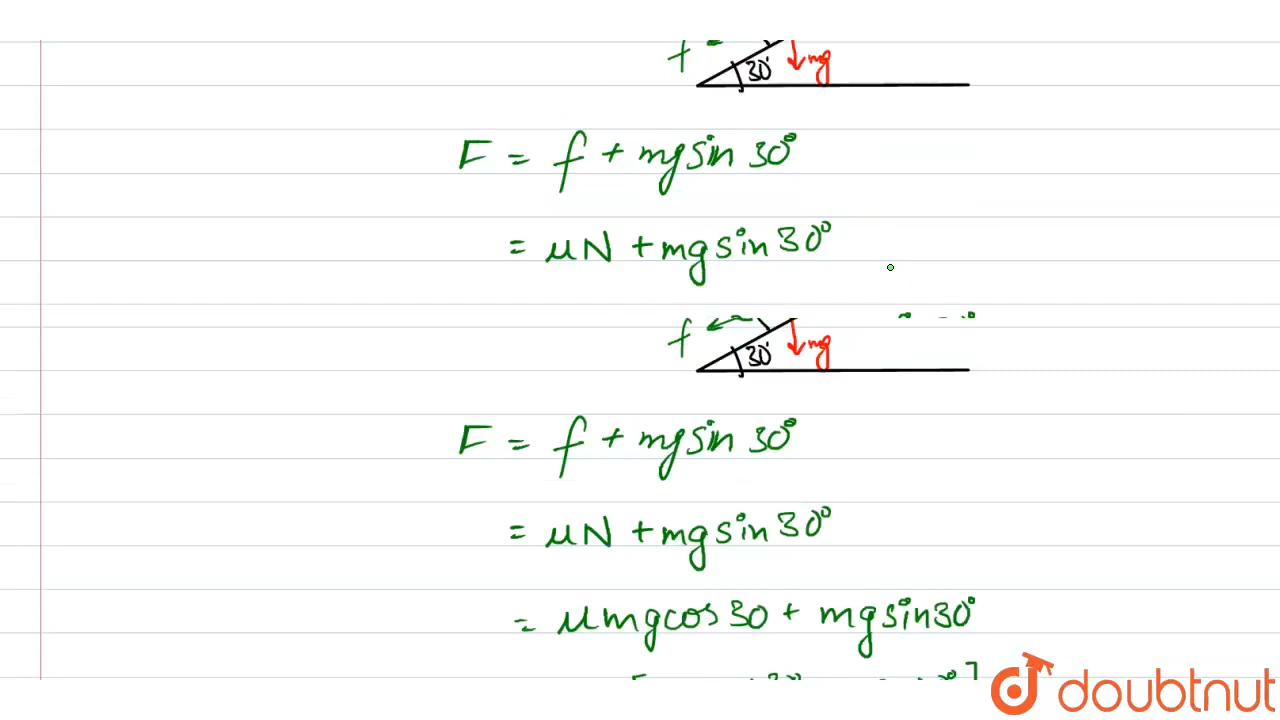 f 30° mg
F = f + mg sin 30°
= μN + mg sin 30°
f 30° mg
F = f + mg sin 30°
= μN + mg sin 30°
= μmg cos 30 + mg sin 30°
doubtnut